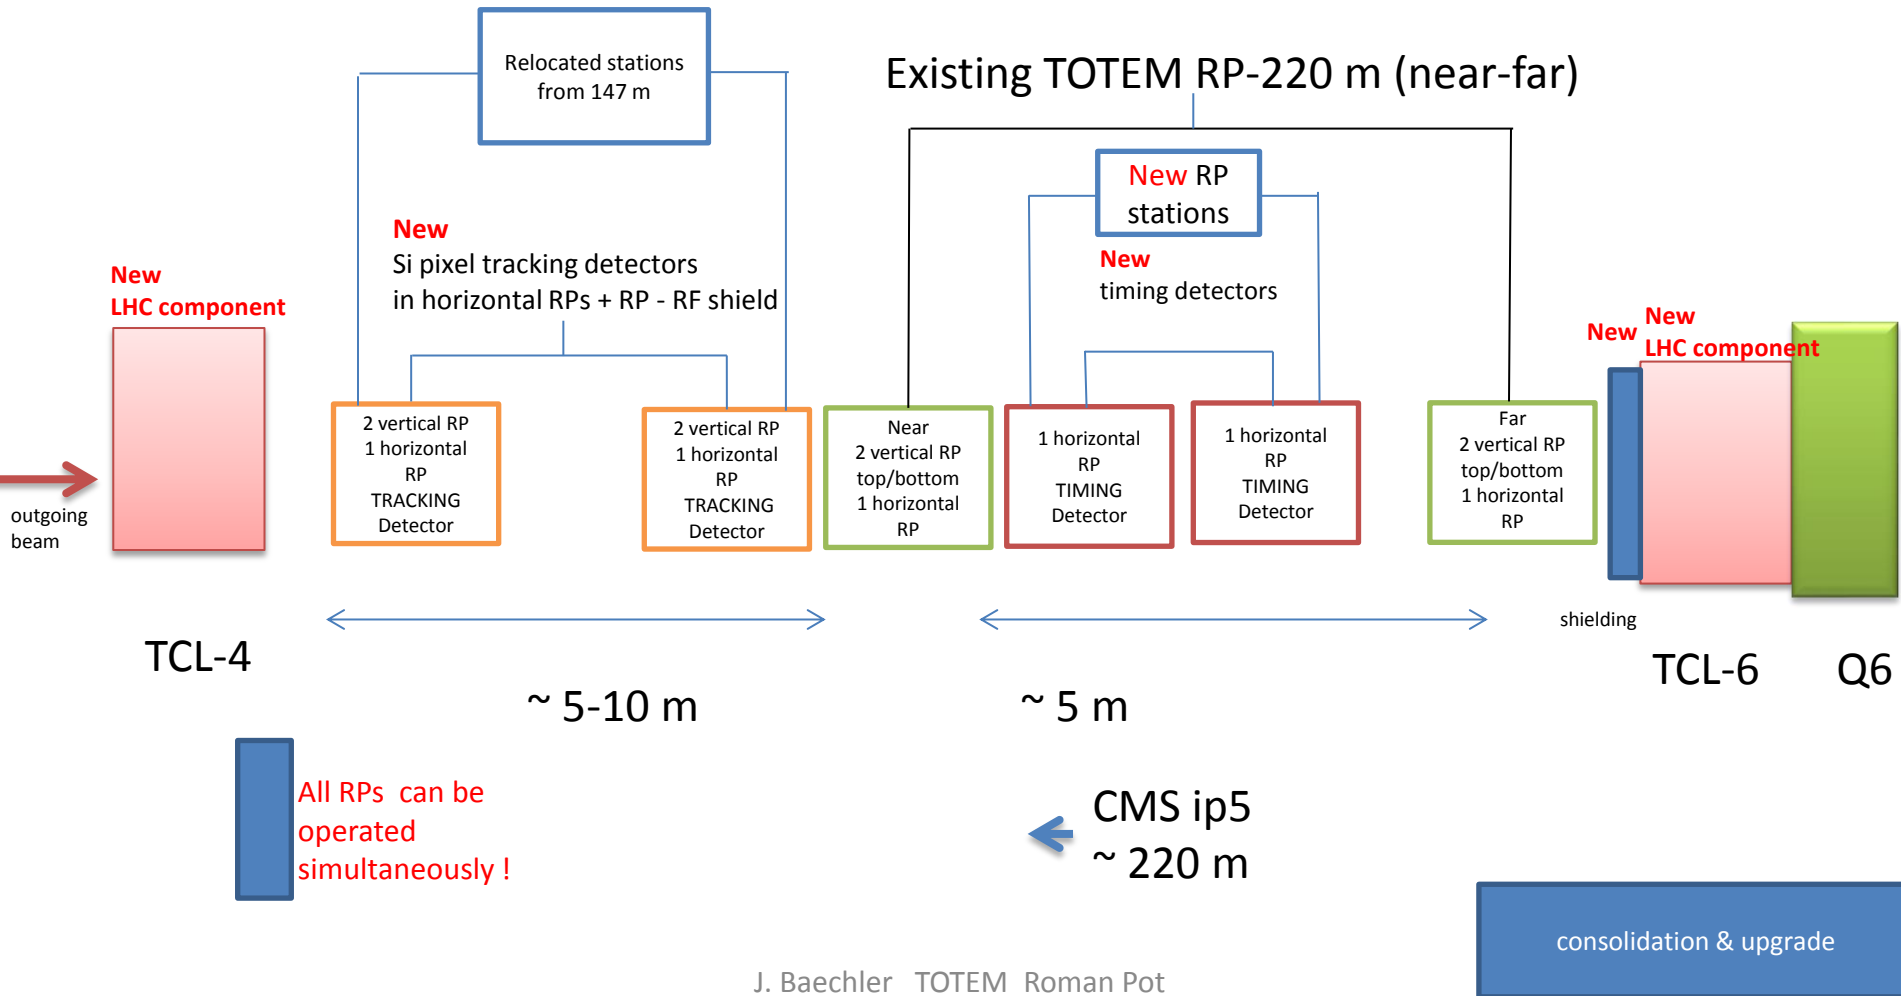 Relocated stations
from 147 m
Existing TOTEM RP-220 m (near-far)
New RP
stations
New
Si pixel tracking detectors
in horizontal RPs + RP - RF shield
New
timing detectors
New
LHC component
New
New
LHC component
outgoing
beam
2 vertical RP
1 horizontal
RP
TRACKING
Detector
2 vertical RP
1 horizontal
RP
TRACKING
Detector
Near
2 vertical RP
top/bottom
1 horizontal
RP
1 horizontal
RP
TIMING
Detector
1 horizontal
RP
TIMING
Detector
Far
2 vertical RP
top/bottom
1 horizontal
RP
shielding
TCL-4
TCL-6
Q6
~ 5-10 m
~ 5 m
All RPs can be
operated
simultaneously !
CMS ip5
~ 220 m
consolidation & upgrade
J. Baechler TOTEM Roman Pot